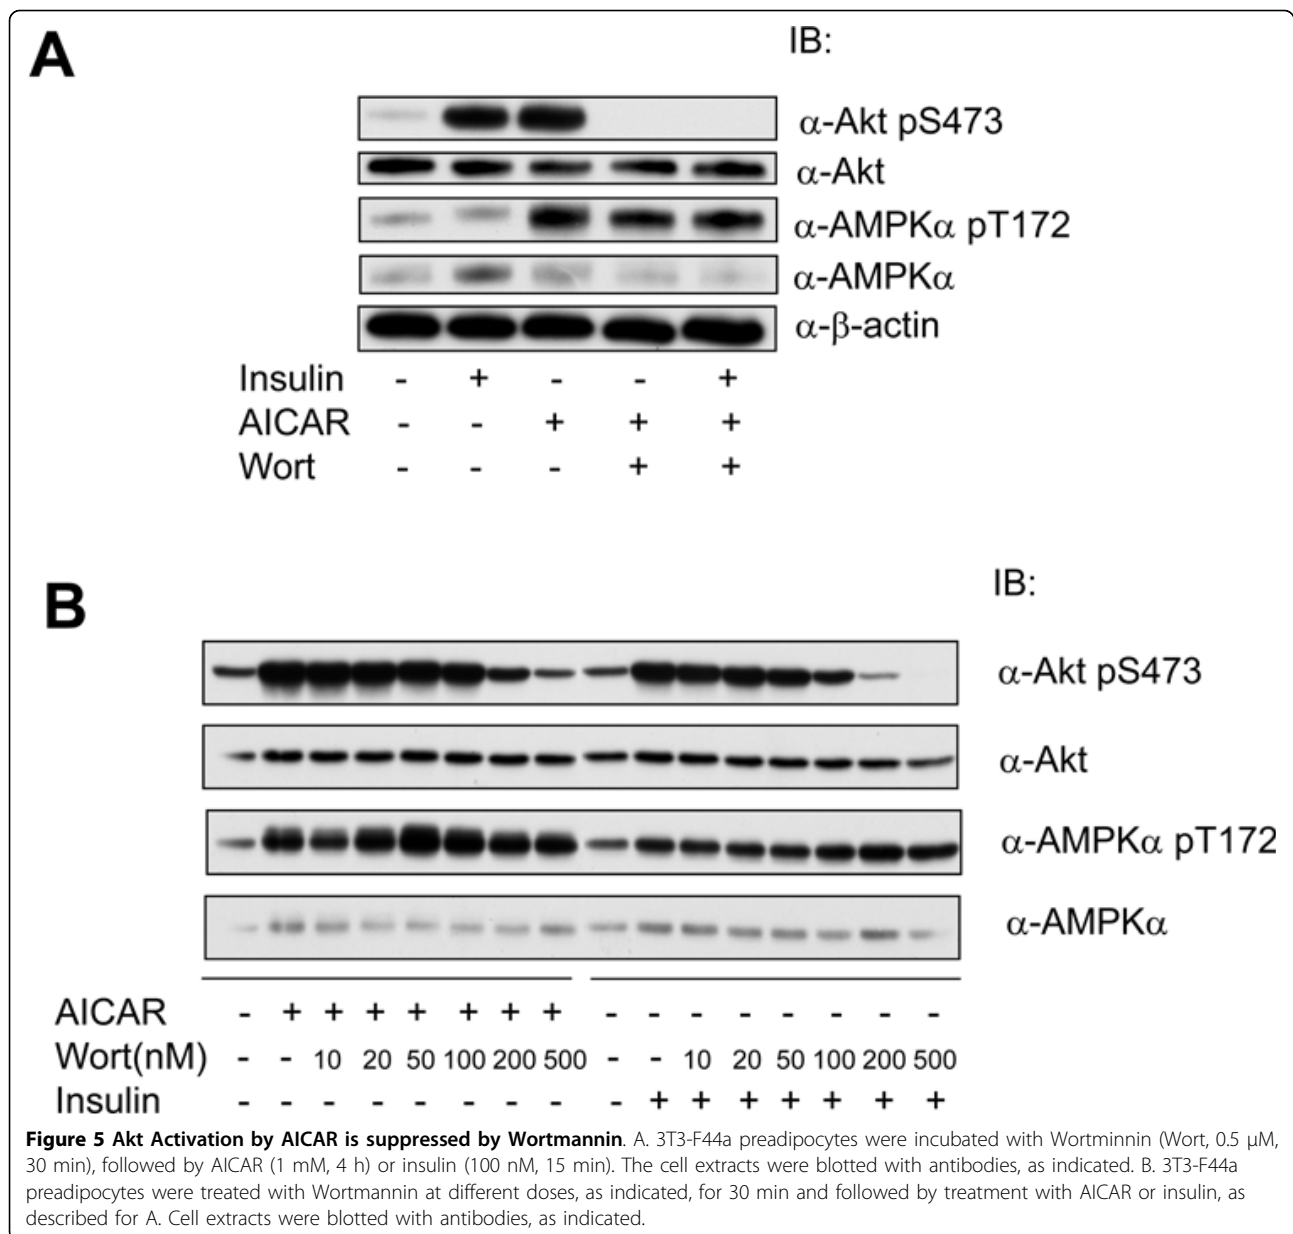 A
IB:
α-Akt pS473
α-Akt
α-AMPKα pT172
α-AMPKα
α-β-actin
Insulin - + - - +
AICAR - - + + +
Wort - - - + +
B
IB:
α-Akt pS473
α-Akt
α-AMPKα pT172
α-AMPKα
AICAR - + + + + + + + - - - - - - - -
Wort(nM) - - 10 20 50 100 200 500 - - 10 20 50 100 200 500
Insulin - - - - - - - - - + + + + + + +
Figure 5 Akt Activation by AICAR is suppressed by Wortmannin. A. 3T3-F44a preadipocytes were incubated with Wortminnin (Wort, 0.5 μM,
30 min), followed by AICAR (1 mM, 4 h) or insulin (100 nM, 15 min). The cell extracts were blotted with antibodies, as indicated. B. 3T3-F44a
preadipocytes were treated with Wortmannin at different doses, as indicated, for 30 min and followed by treatment with AICAR or insulin, as
described for A. Cell extracts were blotted with antibodies, as indicated.